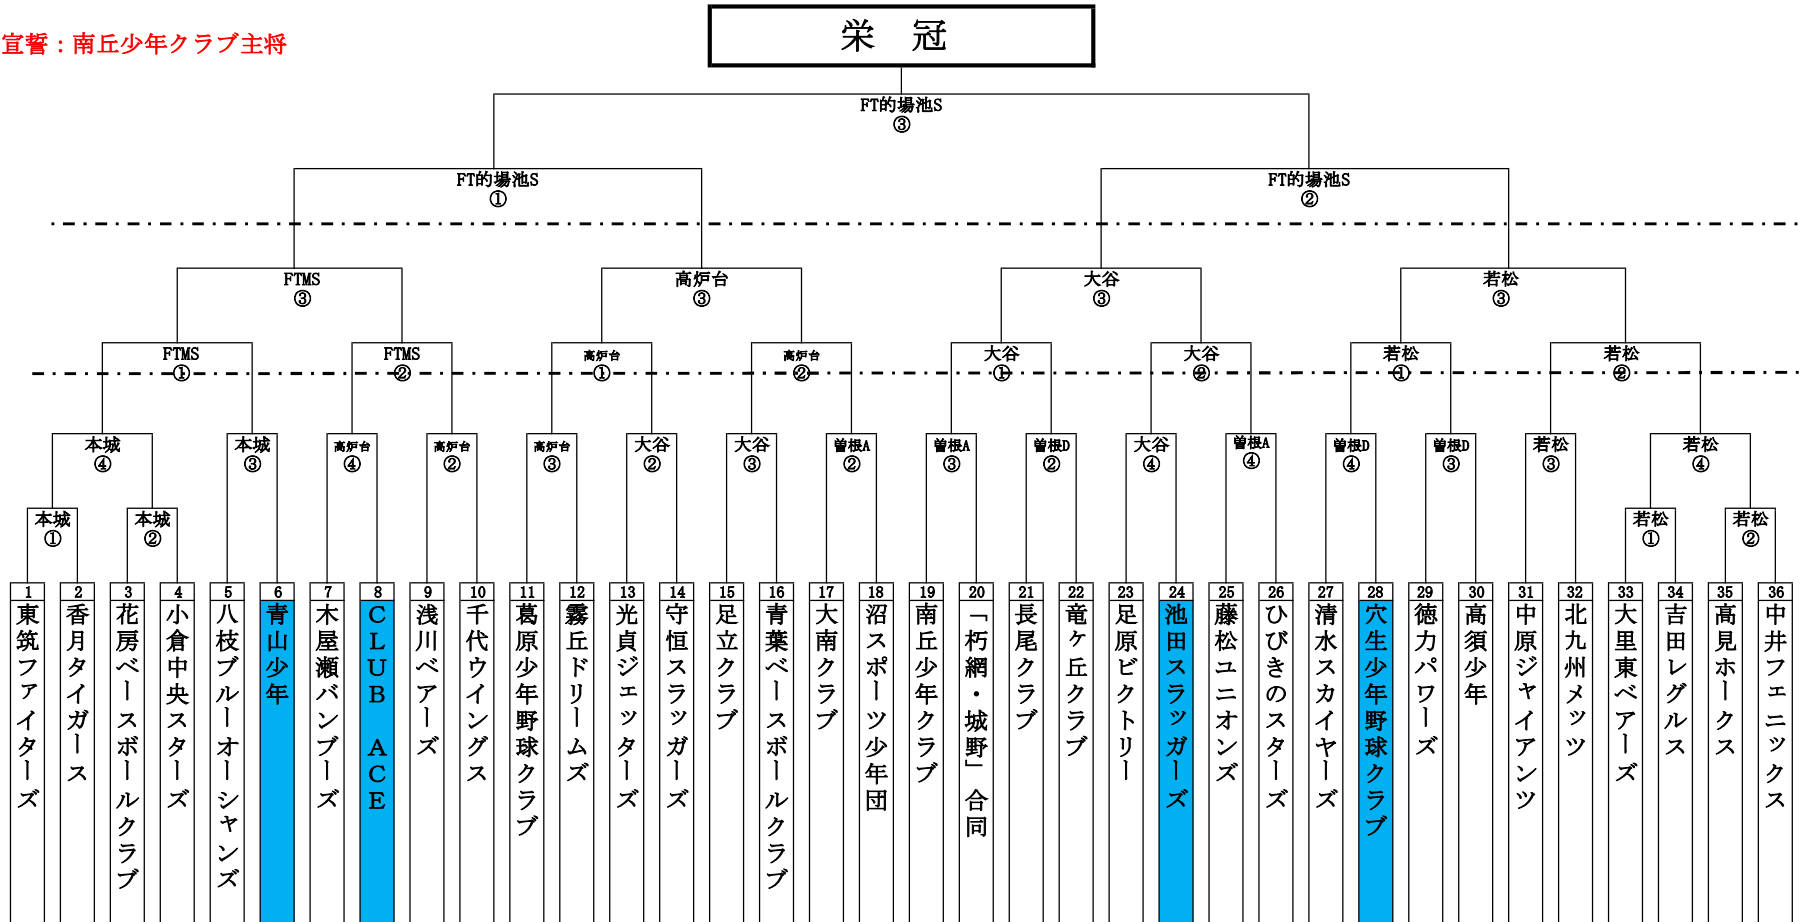 栄 冠
宣誓：南丘少年クラブ主将
FT的場池S
③
FT的場池S
①
FT的場池S
②
FTMS
③
高炉台
③
大谷
③
若松
③
FTMS
①
FTMS
②
高炉台
①
高炉台
②
大谷
①
大谷
②
若松
①
若松
②
本城
④
本城
③
高炉台
④
高炉台
②
高炉台
③
大谷
②
大谷
③
曽根A
②
曽根A
③
曽根D
②
大谷
④
曽根A
④
曽根D
④
曽根D
③
若松
③
若松
④
本城
①
本城
②
若松
①
若松
②
1
東筑ファイターズ
2
香月タイガース
3
花房ベースボールクラブ
4
小倉中央スターズ
5
八枝ブルーオーシャンズ
6
青山少年
7
木屋瀬バンブーズ
8
CLUB ACE
9
浅川ベアーズ
10
千代ウイングス
11
葛原少年野球クラブ
12
霧丘ドリームズ
13
光貞ジェッターズ
14
守恒スラッガーズ
15
足立クラブ
16
青葉ベースボールクラブ
17
大南クラブ
18
沼スポーツ少年団
19
南丘少年クラブ
20
「朽網・城野」合同
21
長尾クラブ
22
竜ヶ丘クラブ
23
足原ビクトリー
24
池田スラッガーズ
25
藤松ユニオンズ
26
ひびきのスターズ
27
清水スカイヤーズ
28
穴生少年野球クラブ
29
徳力パワーズ
30
高須少年
31
中原ジャイアンツ
32
北九州メッツ
33
大里東ベアーズ
34
吉田レグルス
35
高見ホークス
36
中井フェニックス